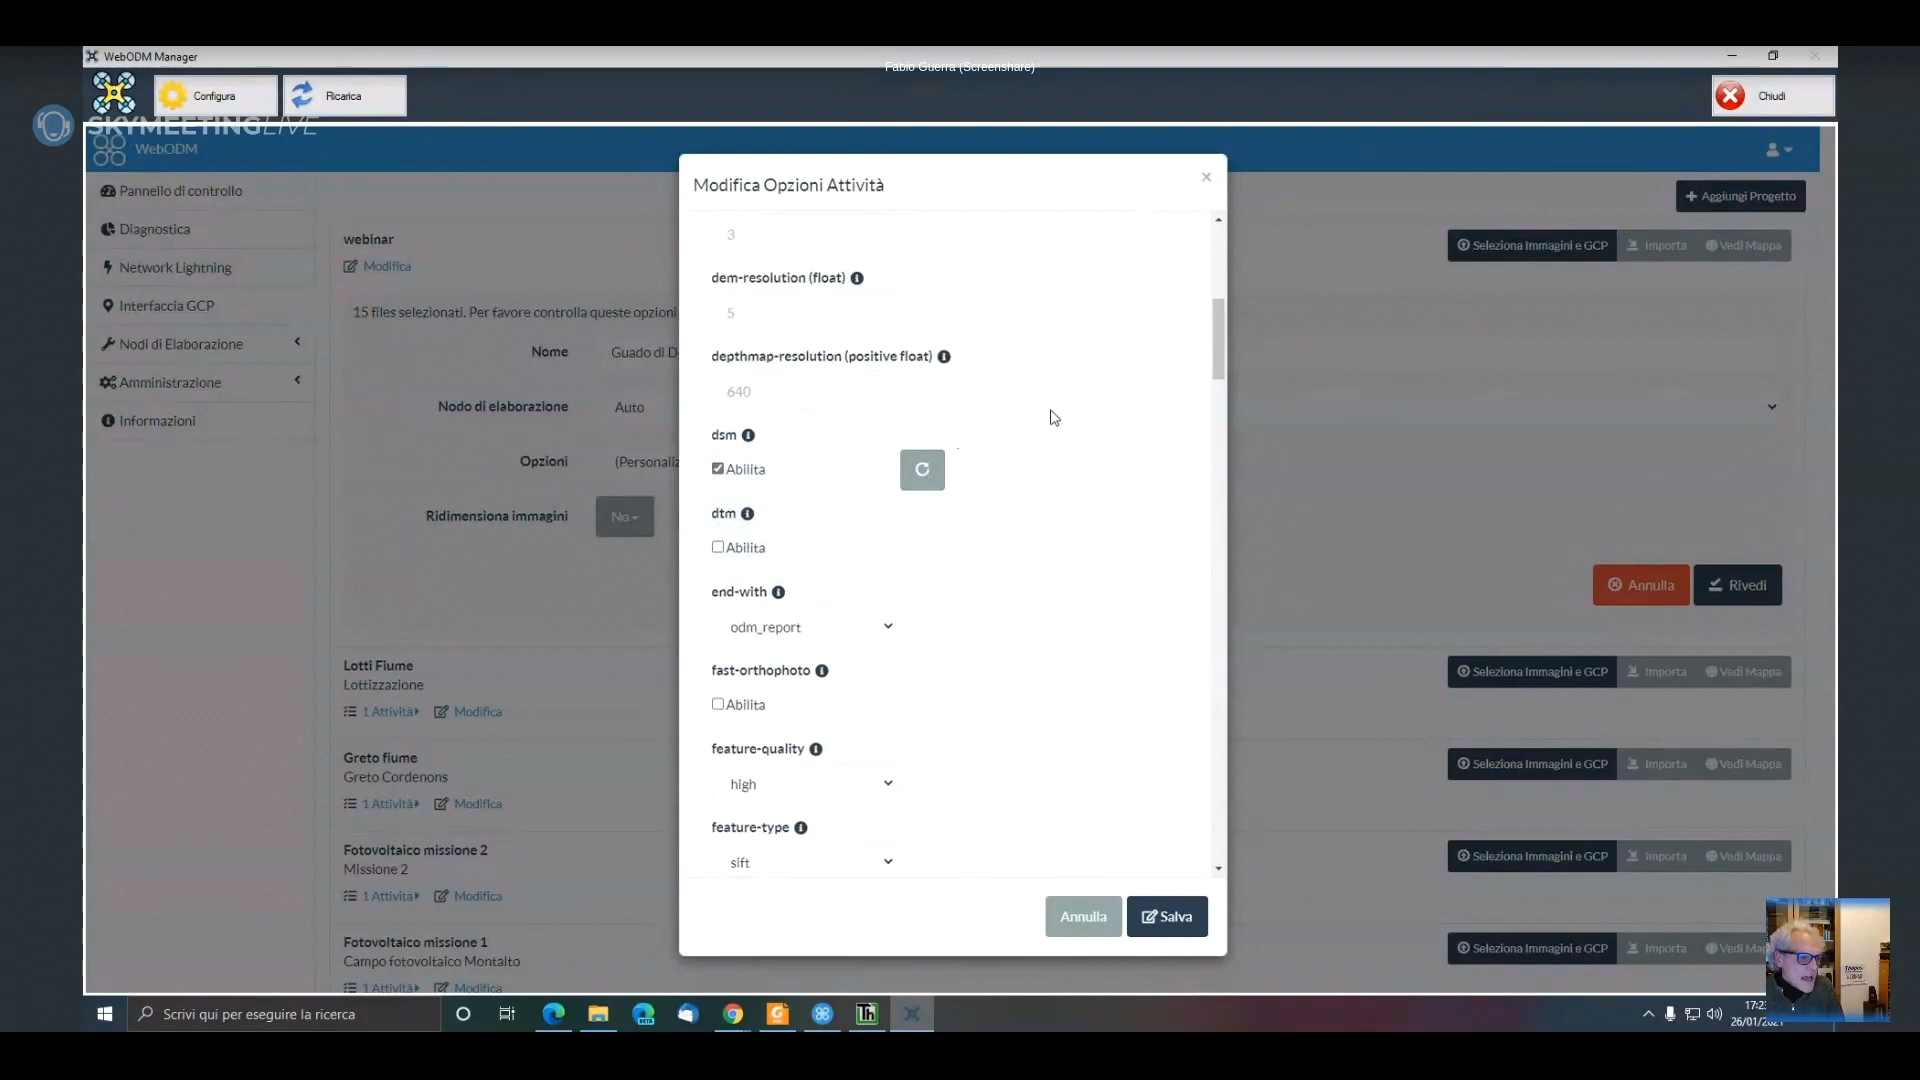 WebODM Manager
Fabio Guerra (Screenshare)
Configura
Ricarica
Chiudi
SKYMEETINGLIVE
WebODM
Pannello di controllo
Diagnostica
Network Lightning
Interfaccia GCP
Nodi di Elaborazione
Amministrazione
Informazioni
Aggiungi Progetto
webinar
Modifica
Seleziona Immagini e GCP
Importa
Vedi Mappa
15 files selezionati. Per favore controlla queste opzioni
Nome
Guado di D
Nodo di elaborazione
Auto
Opzioni
(Personaliz
Ridimensiona immagini
No
Annulla
Rivedi
Lotti Fiume
Lottizzazione
1 Attività
Modifica
Seleziona Immagini e GCP
Importa
Vedi Mappa
Greto fiume
Greto Cordenons
1 Attività
Modifica
Seleziona Immagini e GCP
Importa
Vedi Mappa
Fotovoltaico missione 2
Missione 2
1 Attività
Modifica
Seleziona Immagini e GCP
Importa
Vedi Mappa
Fotovoltaico missione 1
Campo fotovoltaico Montalto
1 Attività
Modifica
Seleziona Immagini e GCP
Importa
Vedi Ma
Modifica Opzioni Attività
×
3
dem-resolution (float)
5
depthmap-resolution (positive float)
640
dsm
Abilita
dtm
Abilita
end-with
odm_report
fast-orthophoto
Abilita
feature-quality
high
feature-type
sift
Annulla
Salva
Scrivi qui per eseguire la ricerca
Th
17:2
26/01/202